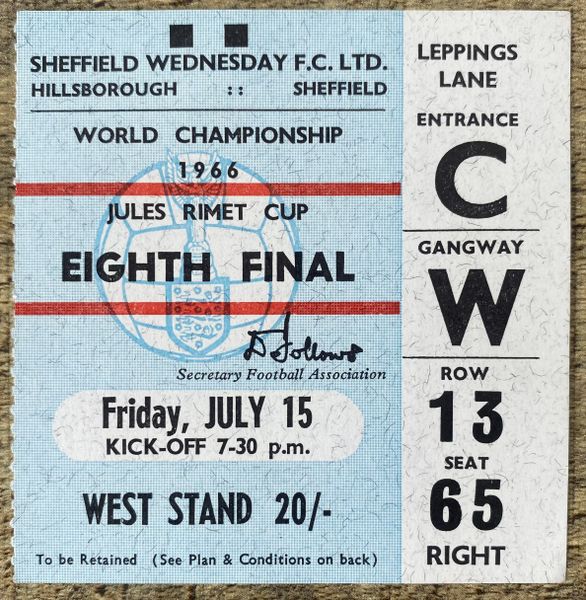 SHEFFIELD WEDNESDAY F.C. LTD.
HILLSBOROUGH :: SHEFFIELD
WORLD CHAMPIONSHIP
1966
JULES RIMET CUP
EIGHTH FINAL
D Follows
Secretary Football Association
Friday, JULY 15
KICK-OFF 7-30 p.m.
WEST STAND 20/-
To be Retained (See Plan & Conditions on back)
LEPPINGS
LANE
ENTRANCE
C
GANGWAY
W
ROW
13
SEAT
65
RIGHT